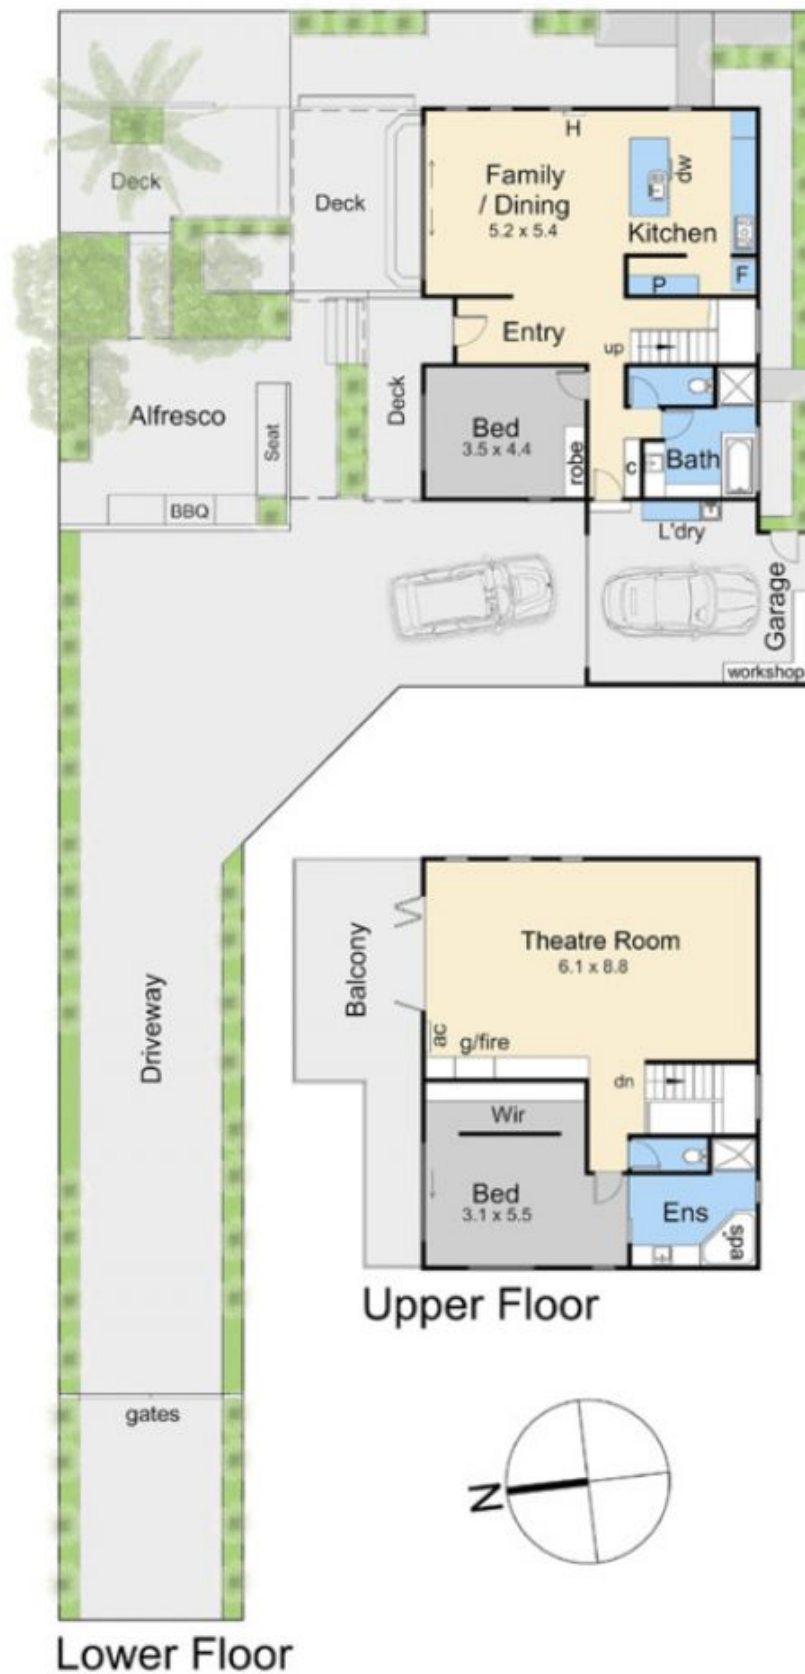 H
Deck
Deck
Family
/ Dining
5.2 x 5.4
dw
Kitchen
P
F
Entry
up
Alfresco
Seat
BBQ
Deck
Bed
3.5 x 4.4
robe
c
Bath
L'dry
Garage
workshop
Driveway
Balcony
Theatre Room
6.1 x 8.8
ac
g/fire
dn
Wir
Bed
3.1 x 5.5
Ens
spa
Upper Floor
gates
N
Lower Floor